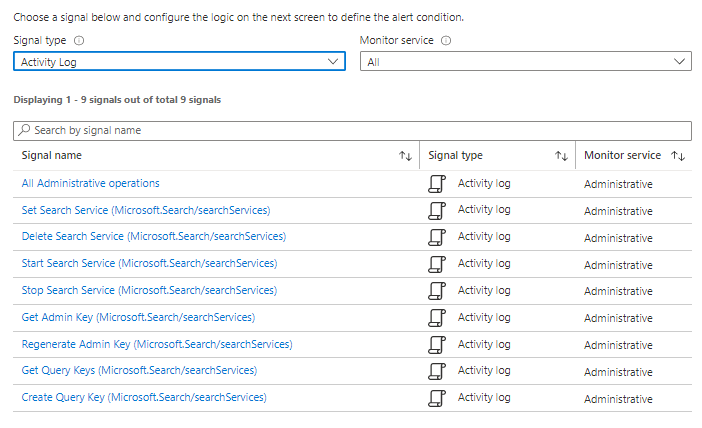 Choose a signal below and configure the logic on the next screen to define the alert condition.
Signal type Monitor service
Activity Log All
Displaying 1 - 9 signals out of total 9 signals
Search by signal name
Signal name Signal type Monitor service
All Administrative operations Activity log Administrative
Set Search Service (Microsoft.Search/searchServices) Activity log Administrative
Delete Search Service (Microsoft.Search/searchServices) Activity log Administrative
Start Search Service (Microsoft.Search/searchServices) Activity log Administrative
Stop Search Service (Microsoft.Search/searchServices) Activity log Administrative
Get Admin Key (Microsoft.Search/searchServices) Activity log Administrative
Regenerate Admin Key (Microsoft.Search/searchServices) Activity log Administrative
Get Query Keys (Microsoft.Search/searchServices) Activity log Administrative
Create Query Key (Microsoft.Search/searchServices) Activity log Administrative